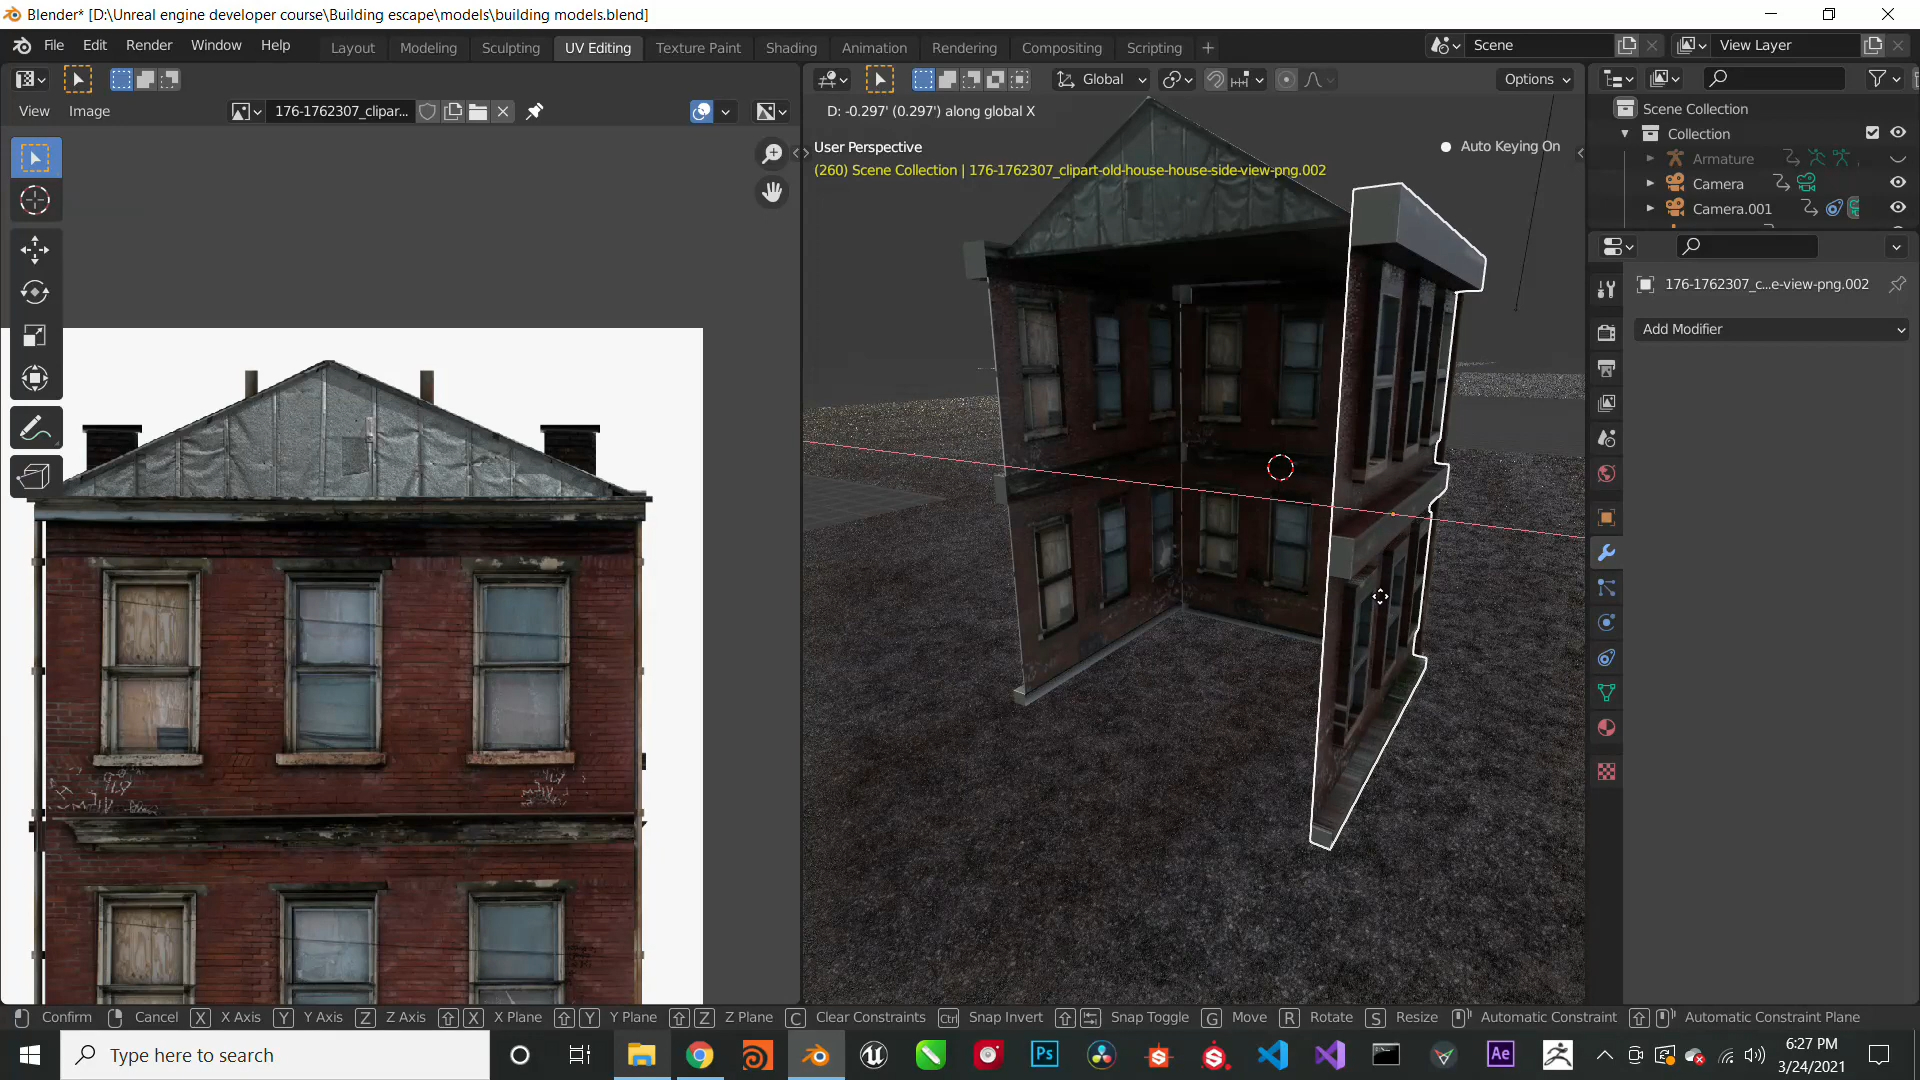 Blender* [D:\Unreal engine developer course\Building escape\models\building models.blend]
File Edit Render Window Help Layout Modeling Sculpting UV Editing Texture Paint Shading Animation Rendering Compositing Scripting + Scene View Layer
Global Options
View Image 176-1762307_clipar... D: -0.297' (0.297') along global X
Scene Collection
User Perspective Auto Keying On Collection
(260) Scene Collection | 176-1762307_clipart-old-house-house-side-view-png.002 Armature
Camera
Camera.001
176-1762307_c...e-view-png.002
Add Modifier
Confirm Cancel X X Axis Y Y Axis Z Z Axis X X Plane Y Y Plane Z Z Plane C Clear Constraints Ctrl Snap Invert Snap Toggle G Move R Rotate S Resize Automatic Constraint Automatic Constraint Plane
Type here to search Ps Ae 6:27 PM
3/24/2021